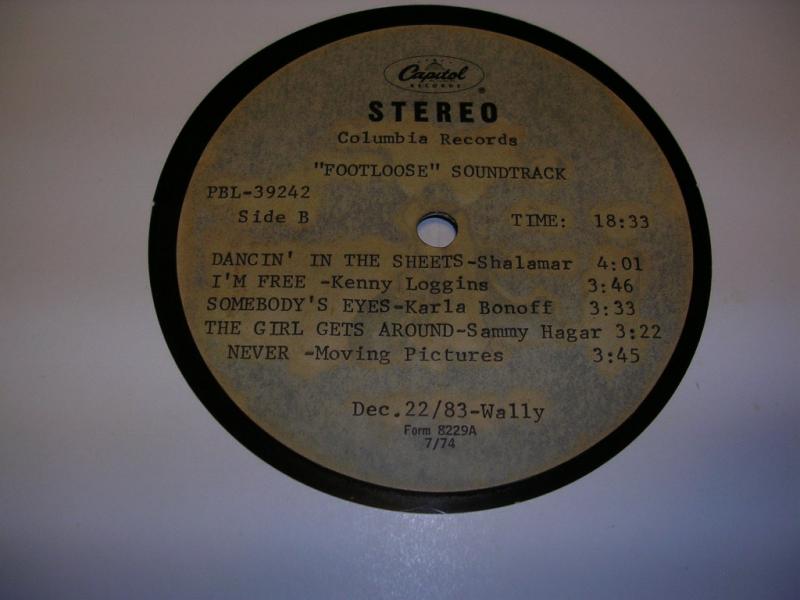 Capitol
RECORDS
®
STEREO
Columbia Records
"FOOTLOOSE" SOUNDTRACK
PBL-39242
Side B TIME: 18:33
DANCIN' IN THE SHEETS-Shalamar 4:01
I'M FREE -Kenny Loggins 3:46
SOMEBODY'S EYES-Karla Bonoff 3:33
THE GIRL GETS AROUND-Sammy Hagar 3:22
NEVER -Moving Pictures 3:45
Dec.22/83-Wally
Form 8229A
7/74